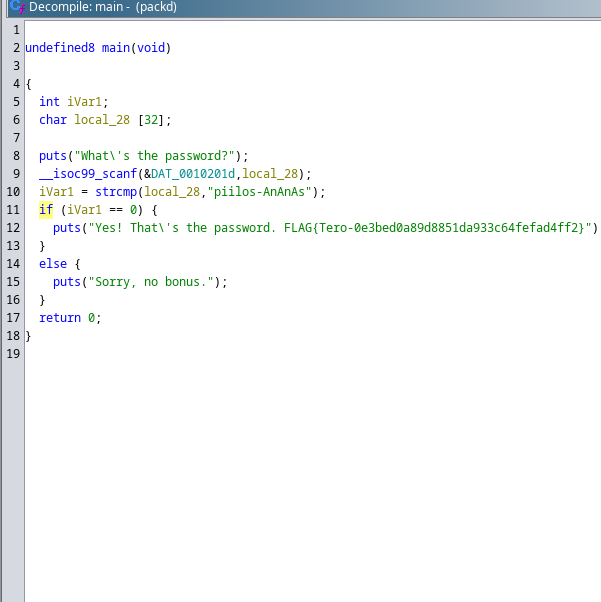 Decompile: main - (packd)
1
2 undefined8 main(void)
3
4 {
5 int iVar1;
6 char local_28 [32];
7
8 puts("What\'s the password?");
9 __isoc99_scanf(&DAT_0010201d,local_28);
10 iVar1 = strcmp(local_28,"piilos-AnAnAs");
11 if (iVar1 == 0) {
12 puts("Yes! That\'s the password. FLAG{Tero-0e3bed0a89d8851da933c64fefad4ff2}")
13 }
14 else {
15 puts("Sorry, no bonus.");
16 }
17 return 0;
18 }
19